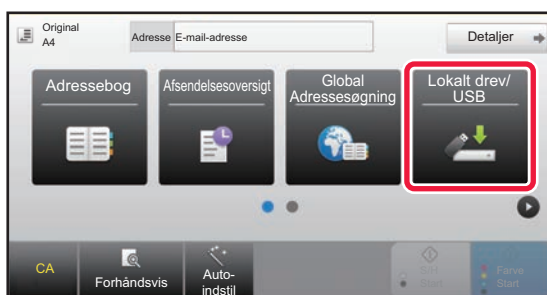 Original
A4
Adresse E-mail-adresse
Detaljer
Adressebog
Afsendelsesoversigt
Global
Adressesøgning
Lokalt drev/
USB
CA
Forhåndsvis
Auto-
indstil
S/H
Start
Farve
Start